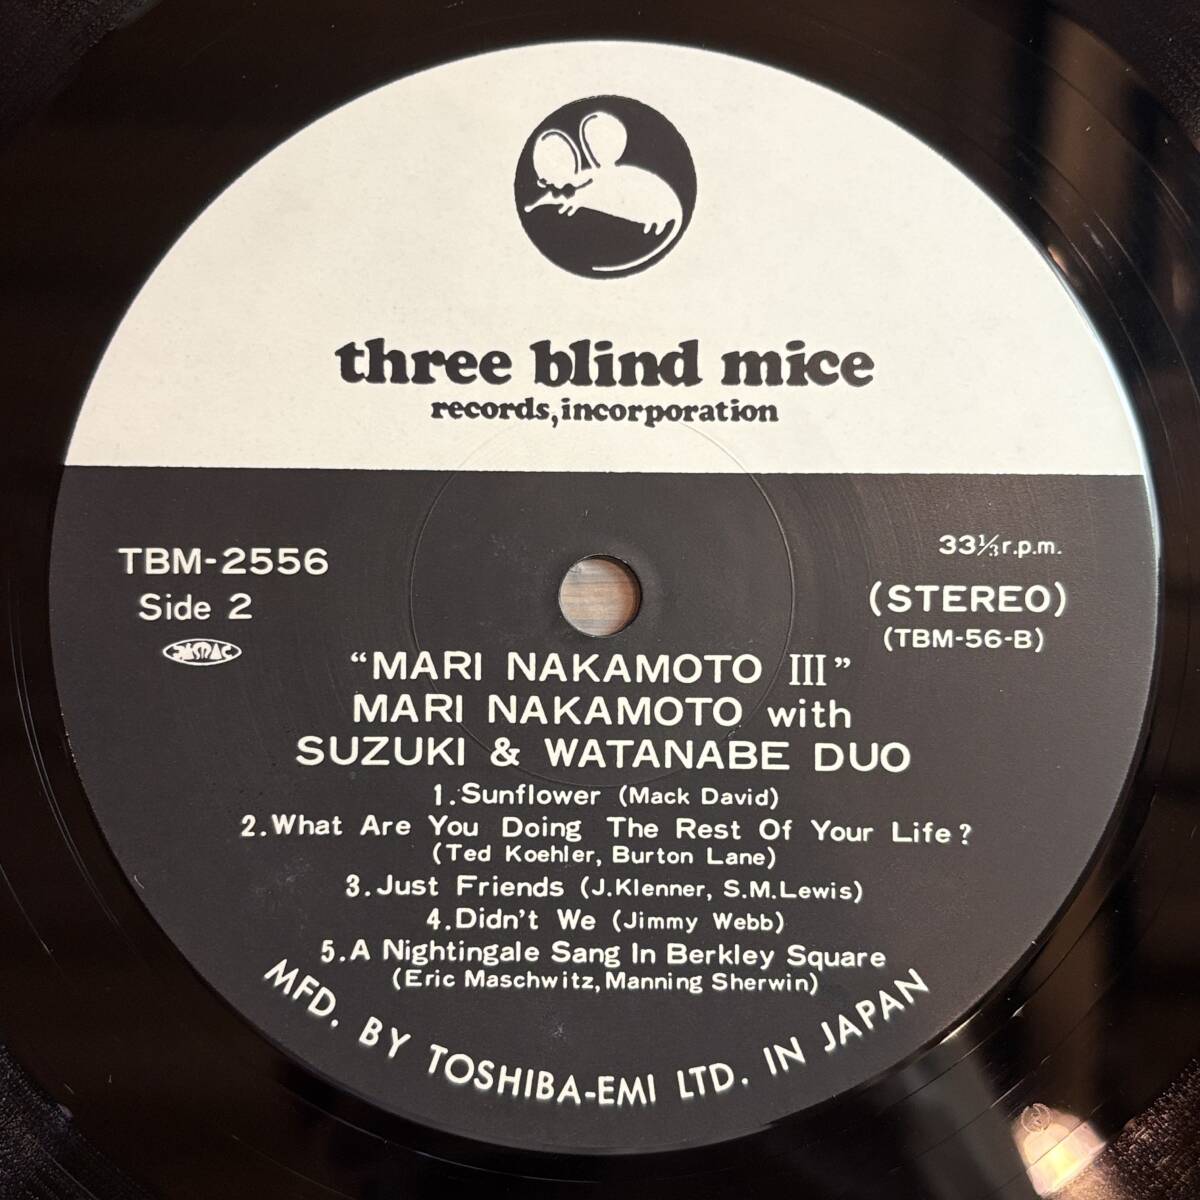 three blind mice
records, incorporation
TBM-2556
Side 2
JASRAC
33⅓ r.p.m.
(STEREO)
(TBM-56-B)
“MARI NAKAMOTO III”
MARI NAKAMOTO with
SUZUKI & WATANABE DUO
1. Sunflower (Mack David)
2. What Are You Doing The Rest Of Your Life?
(Ted Koehler, Burton Lane)
3. Just Friends (J.Klenner, S.M.Lewis)
4. Didn't We (Jimmy Webb)
5. A Nightingale Sang In Berkley Square
(Eric Maschwitz, Manning Sherwin)
MFD. BY TOSHIBA-EMI LTD. IN JAPAN